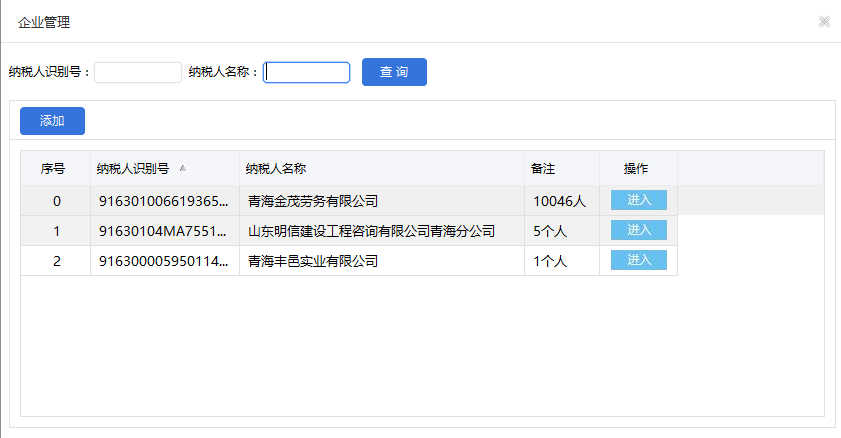 企业管理
纳税人识别号： 纳税人名称： 查 询
添加
序号 纳税人识别号 纳税人名称 备注 操作
0 916301006619365... 青海金茂劳务有限公司 10046人 进入
1 91630104MA7551... 山东明信建设工程咨询有限公司青海分公司 5个人 进入
2 916300005950114... 青海丰邑实业有限公司 1个人 进入